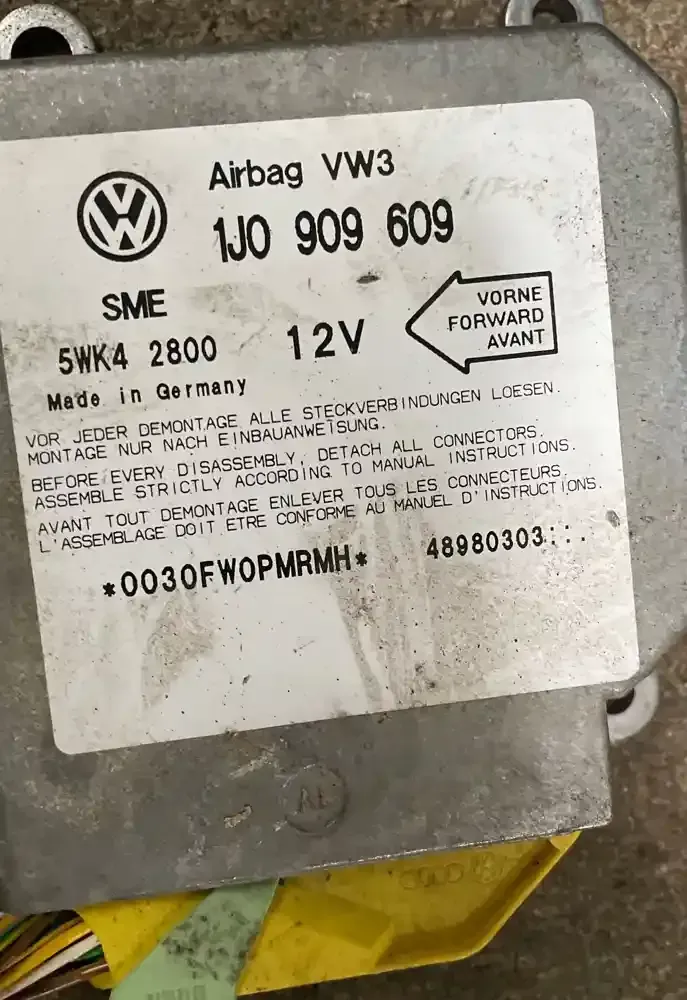 Airbag VW3
1J0 909 609
SME
5WK4 2800
12V
VORNE
FORWARD
AVANT
Made in Germany
VOR JEDER DEMONTAGE ALLE STECKVERBINDUNGEN LOESEN.
MONTAGE NUR NACH EINBAUANWEISUNG.
BEFORE EVERY DISASSEMBLY, DETACH ALL CONNECTORS.
ASSEMBLE STRICTLY ACCORDING TO MANUAL INSTRUCTIONS.
AVANT TOUT DEMONTAGE ENLEVER TOUS LES CONNECTEURS.
L'ASSEMBLAGE DOIT ETRE CONFORME AU MANUEL D'INSTRUCTIONS.
*0030FW0PMRMH*
48980303::.